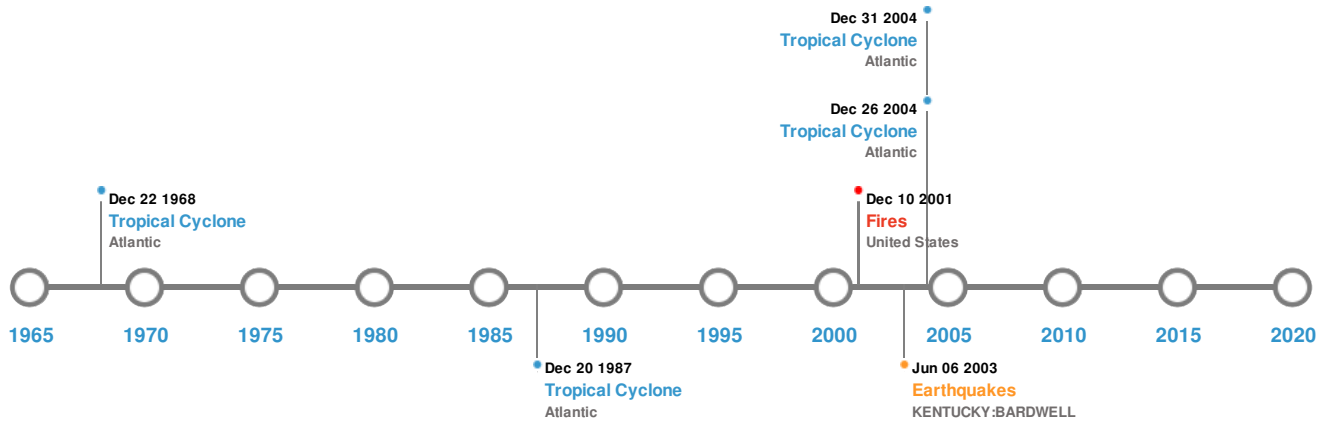 Dec 31 2004
Tropical Cyclone
Atlantic
Dec 26 2004
Tropical Cyclone
Atlantic
Dec 22 1968
Tropical Cyclone
Atlantic
Dec 10 2001
Fires
United States
1965 1970 1975 1980 1985 1990 1995 2000 2005 2010 2015 2020
Dec 20 1987
Tropical Cyclone
Atlantic
Jun 06 2003
Earthquakes
KENTUCKY:BARDWELL